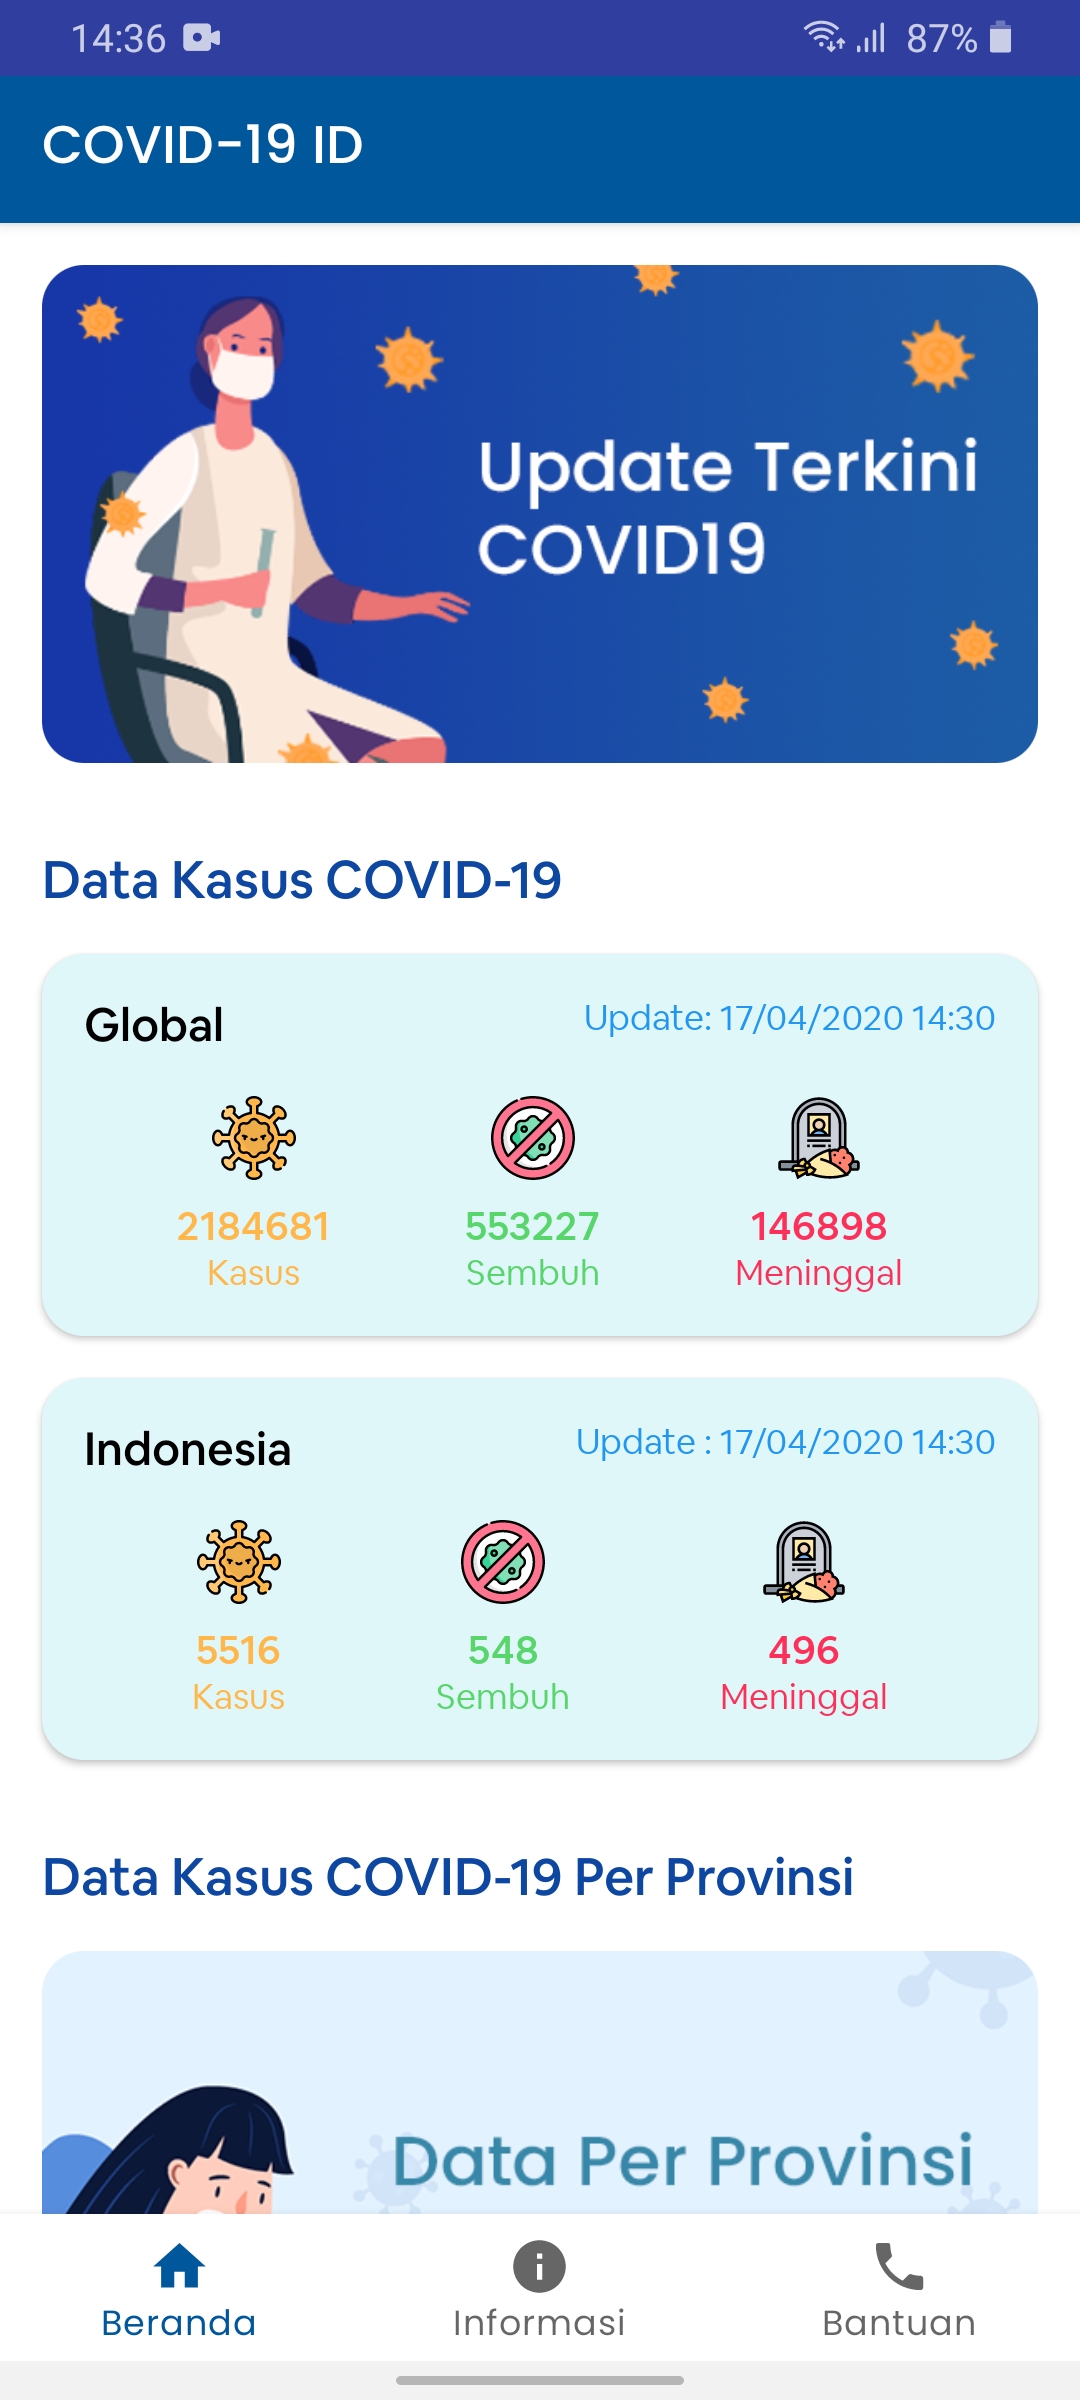 14:36
87%
COVID-19 ID
Update Terkini
COVID19
Data Kasus COVID-19
Global
Update: 17/04/2020 14:30
2184681 553227 146898
Kasus Sembuh Meninggal
Indonesia
Update : 17/04/2020 14:30
5516 548 496
Kasus Sembuh Meninggal
Data Kasus COVID-19 Per Provinsi
Data Per Provinsi
Beranda Informasi Bantuan